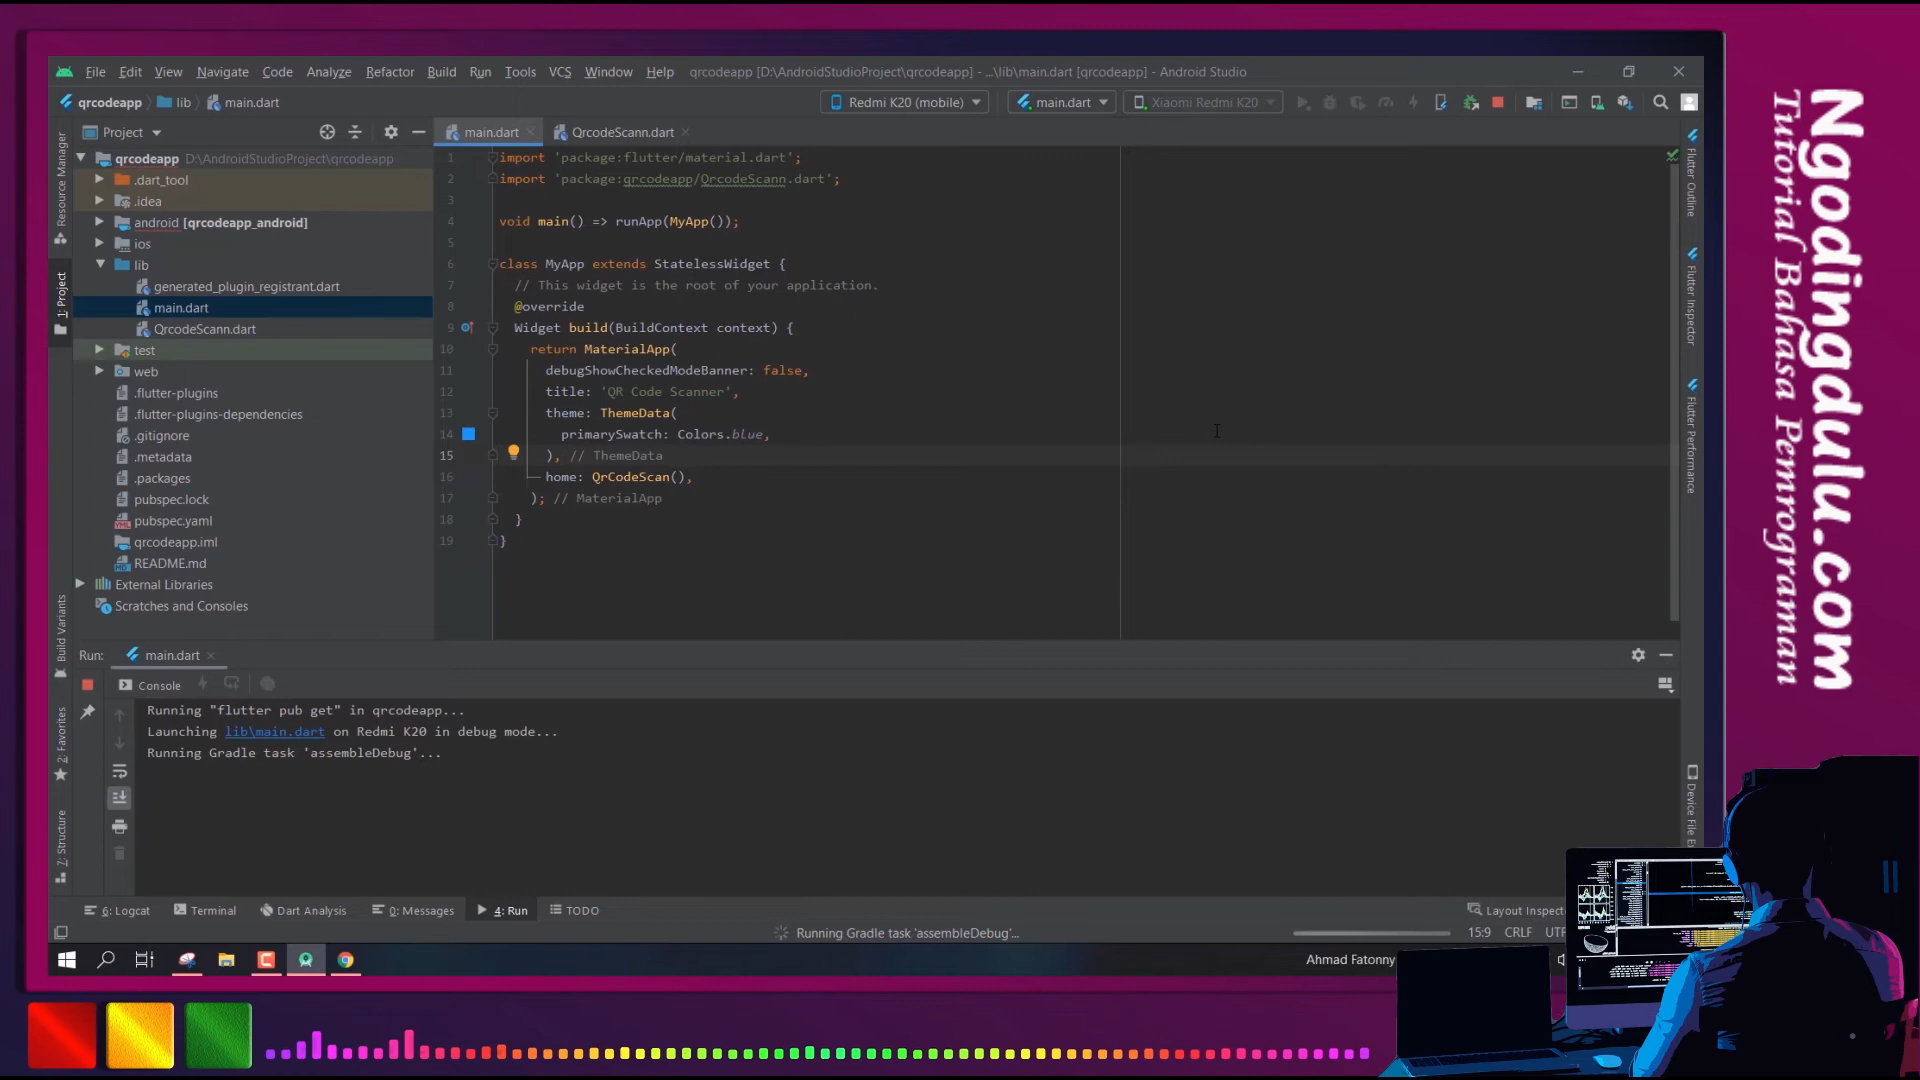 File Edit View Navigate Code Analyze Refactor Build Run Tools VCS Window Help qrcodeapp [D:\AndroidStudioProject\qrcodeapp] - ...\lib\main.dart [qrcodeapp] - Android Studio
qrcodeapp lib main.dart Redmi K20 (mobile) main.dart Xiaomi Redmi K20
Project main.dart QrcodeScann.dart
qrcodeapp D:\AndroidStudioProject\qrcodeapp
.dart_tool
.idea
android [qrcodeapp_android]
ios
lib
generated_plugin_registrant.dart
main.dart
QrcodeScann.dart
test
web
.flutter-plugins
.flutter-plugins-dependencies
.gitignore
.metadata
.packages
pubspec.lock
pubspec.yaml
qrcodeapp.iml
README.md
External Libraries
Scratches and Consoles
Resource Manager
1: Project
Build Variants
2: Favorites
7: Structure
1 import 'package:flutter/material.dart';
2 import 'package:qrcodeapp/QrcodeScann.dart';
3
4 void main() => runApp(MyApp());
5
6 class MyApp extends StatelessWidget {
7 // This widget is the root of your application.
8 @override
9 Widget build(BuildContext context) {
10 return MaterialApp(
11 debugShowCheckedModeBanner: false,
12 title: 'QR Code Scanner',
13 theme: ThemeData(
14 primarySwatch: Colors.blue,
15 ), // ThemeData
16 home: QrCodeScan(),
17 ); // MaterialApp
18 }
19 }
Flutter Outline
Flutter Inspector
Flutter Performance
Device File Ex
Run: main.dart
Console
Running "flutter pub get" in qrcodeapp...
Launching lib\main.dart on Redmi K20 in debug mode...
Running Gradle task 'assembleDebug'...
6: Logcat Terminal Dart Analysis 0: Messages 4: Run TODO Layout Inspect
Running Gradle task 'assembleDebug'... 15:9 CRLF UTF
Ahmad Fatonny
Ngodingdulu.com
Tutorial Bahasa Pemrograman